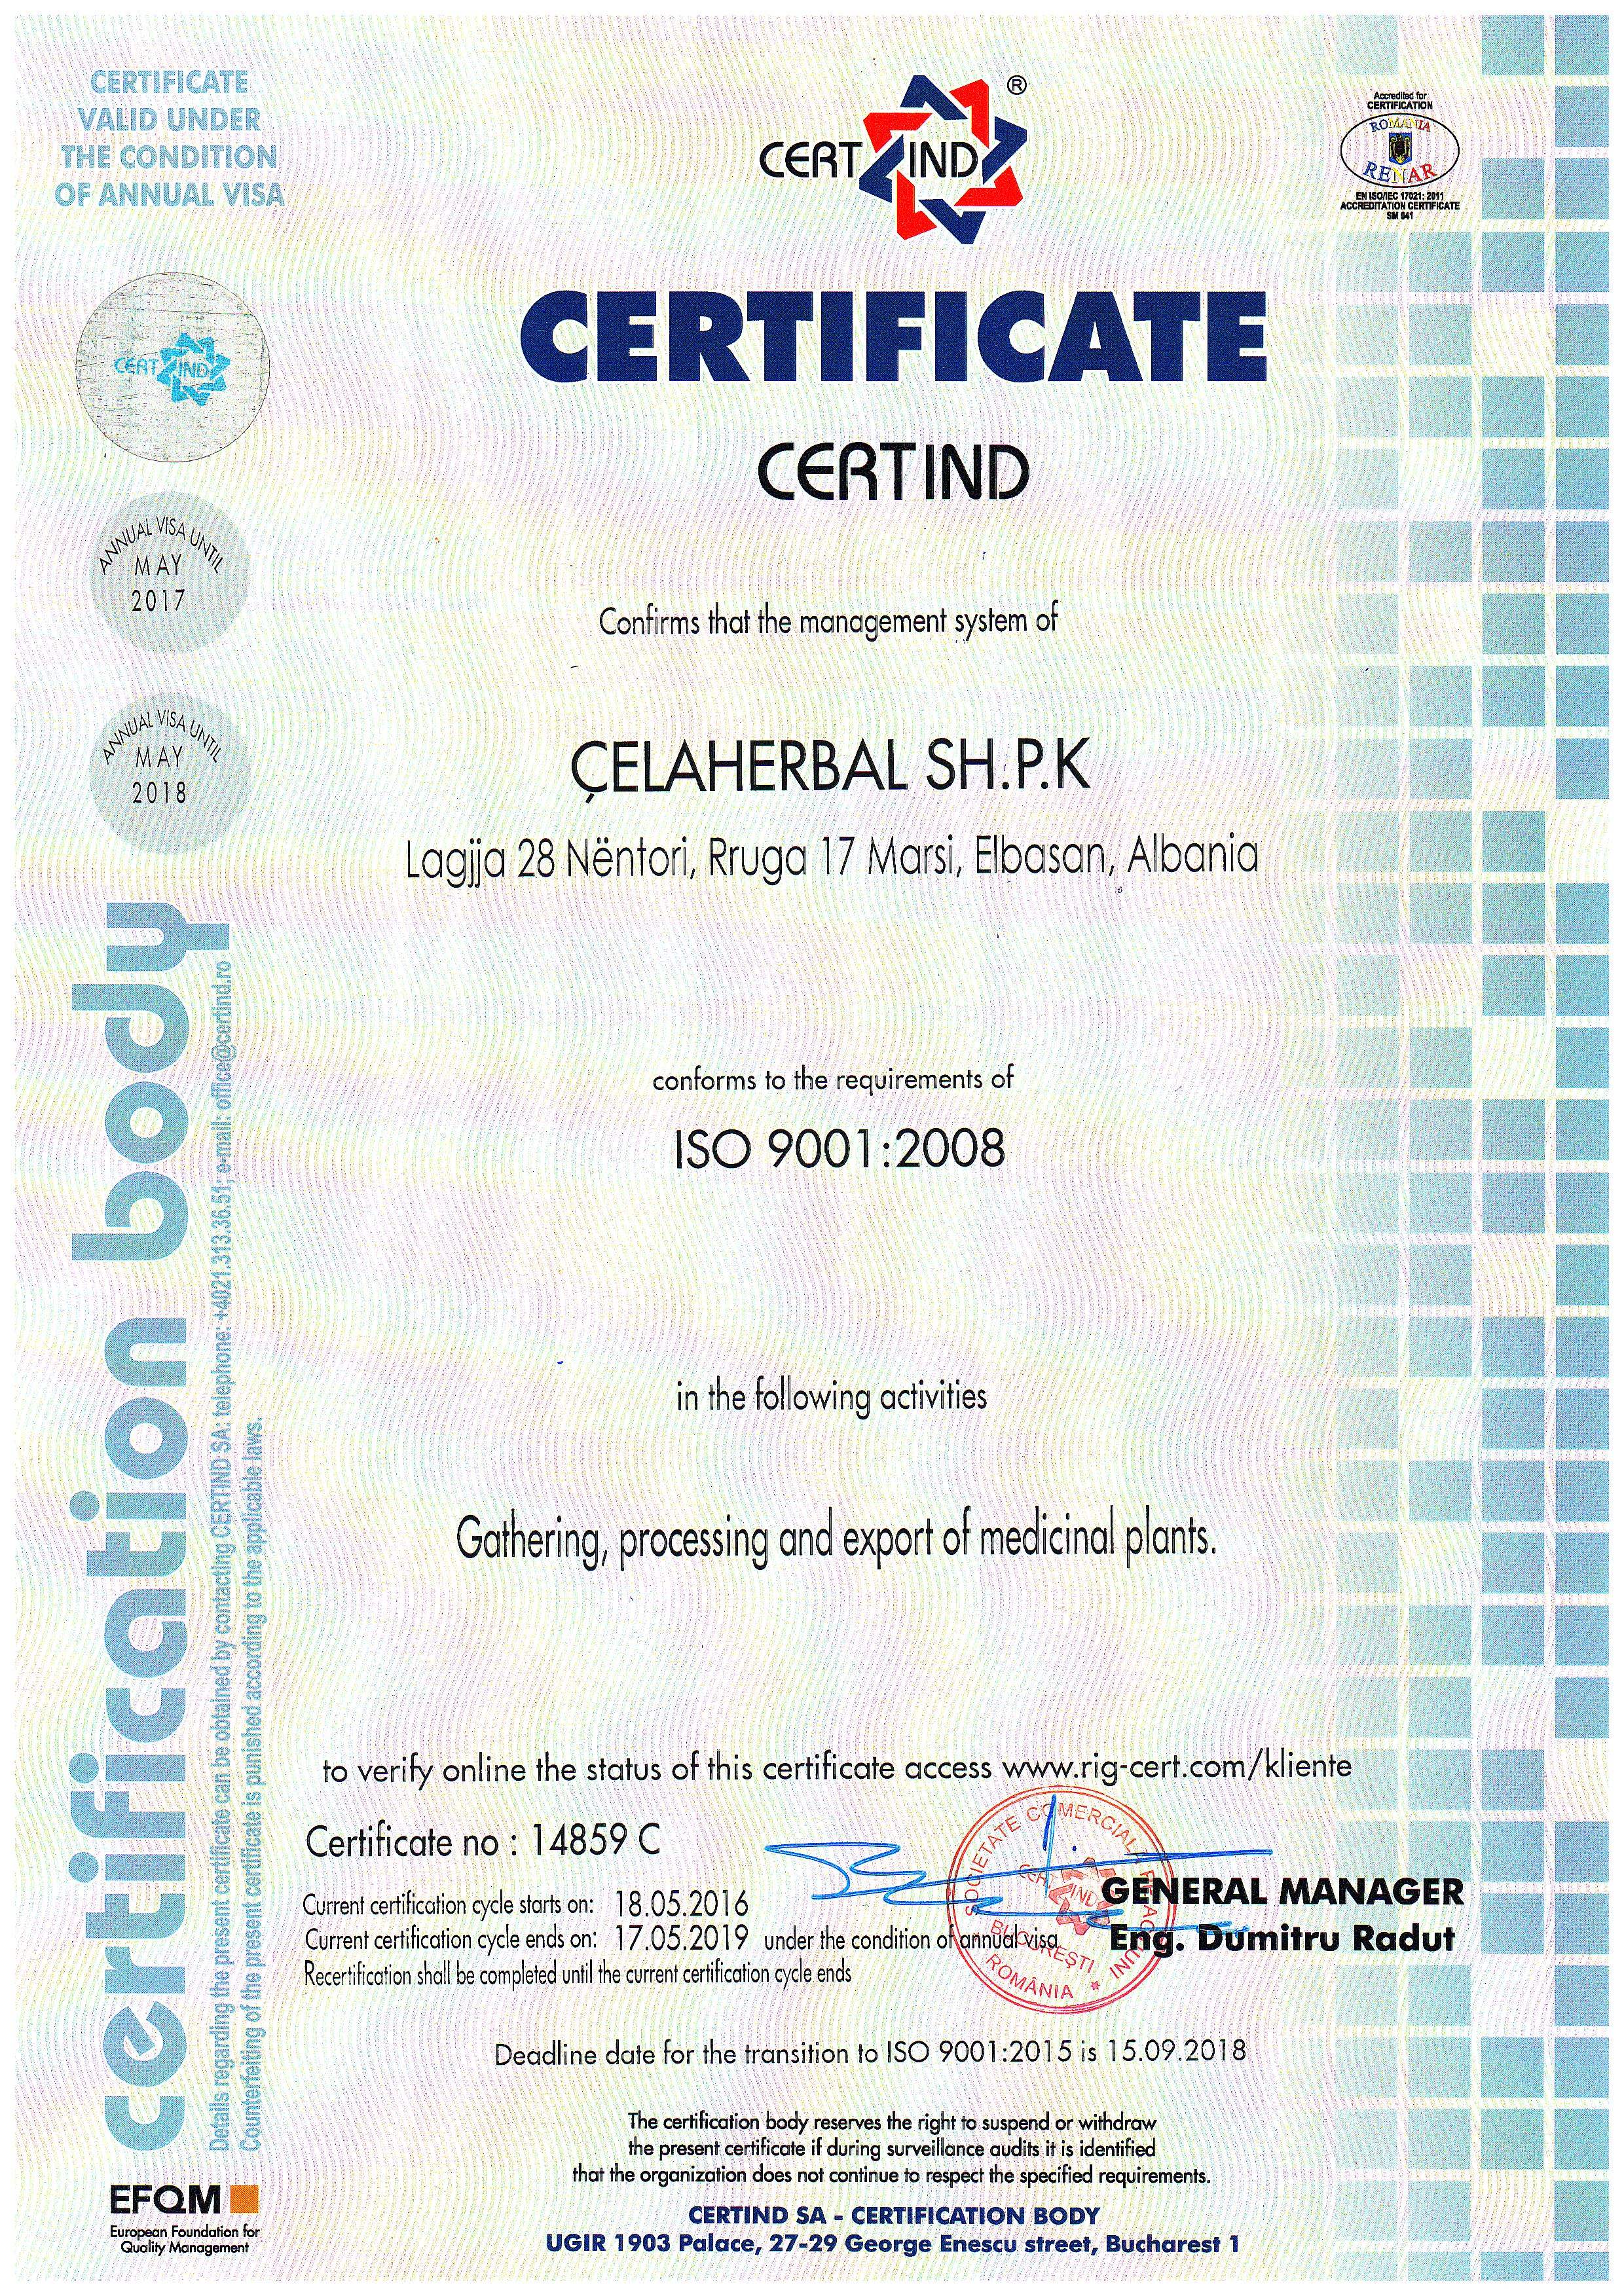 CERTIFICATE
VALID UNDER
THE CONDITION
OF ANNUAL VISA
CERT IND ®
Accredited for
CERTIFICATION
ROMANIA
RENAR
EN ISO/IEC 17021: 2011
ACCREDITATION CERTIFICATE
SM 041
CERT IND
CERTIFICATE
CERTIND
ANNUAL VISA UNTIL
MAY
2017
Confirms that the management system of
ANNUAL VISA UNTIL
MAY
2018
ÇELAHERBAL SH.P.K
Lagjja 28 Nëntori, Rruga 17 Marsi, Elbasan, Albania
conforms to the requirements of
ISO 9001:2008
in the following activities
Gathering, processing and export of medicinal plants.
to verify online the status of this certificate access www.rig-cert.com/kliente
Certificate no : 14859 C
Current certification cycle starts on: 18.05.2016
Current certification cycle ends on: 17.05.2019 under the condition of annual visa
Recertification shall be completed until the current certification cycle ends
SOCIETATE COMERCIALĂ PE ACŢIUNI
CERT IND
BUCUREŞTI
ROMÂNIA
GENERAL MANAGER
Eng. Dumitru Radut
Deadline date for the transition to ISO 9001:2015 is 15.09.2018
The certification body reserves the right to suspend or withdraw
the present certificate if during surveillance audits it is identified
that the organization does not continue to respect the specified requirements.
CERTIND SA - CERTIFICATION BODY
UGIR 1903 Palace, 27-29 George Enescu street, Bucharest 1
certification body
Details regarding the present certificate can be obtained by contacting CERTIND SA: telephone: +4021.313.36.51; e-mail: office@certind.ro
Counterfeiting of the present certificate is punished according to the applicable laws.
EFQM
European Foundation for
Quality Management